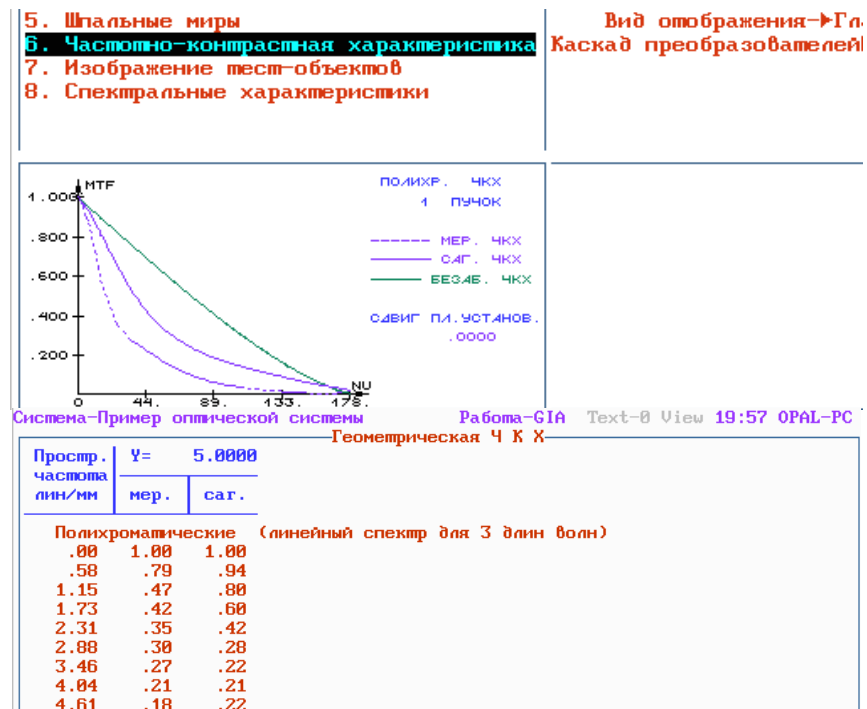 5. Шпальные миры
Вид отображения→Гл
6. Частотно-контрастная характеристика
Каскад преобразователей
7. Изображение тест-объектов
8. Спектральные характеристики
MTF
1.000
.800
.600
.400
.200
0 44. 89. 133. 178.
NU
ПОЛИХР. ЧКХ
1 ПУЧОК
МЕР. ЧКХ
САГ. ЧКХ
БЕЗАБ. ЧКХ
СДВИГ ПЛ.УСТАНОВ.
.0000
Система-Пример оптической системы Работа-GIA Text-0 View 19:57 OPAL-PC
Геометрическая Ч К Х
Простр. Y= 5.0000
частота
лин/мм мер. саг.
Полихроматические (линейный спектр для 3 длин волн)
.00 1.00 1.00
.58 .79 .94
1.15 .47 .80
1.73 .42 .60
2.31 .35 .42
2.88 .30 .28
3.46 .27 .22
4.04 .21 .21
4.61 .18 .22